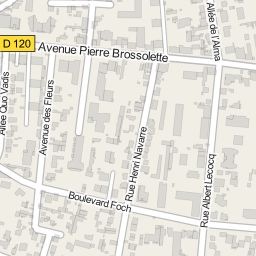 Allée de l'Alma
D 120
Avenue Pierre Brossolette
Allée Quo Vadis
Avenue des Fleurs
Rue Henri Navarre
Rue Albert Lecocq
Boulevard Foch